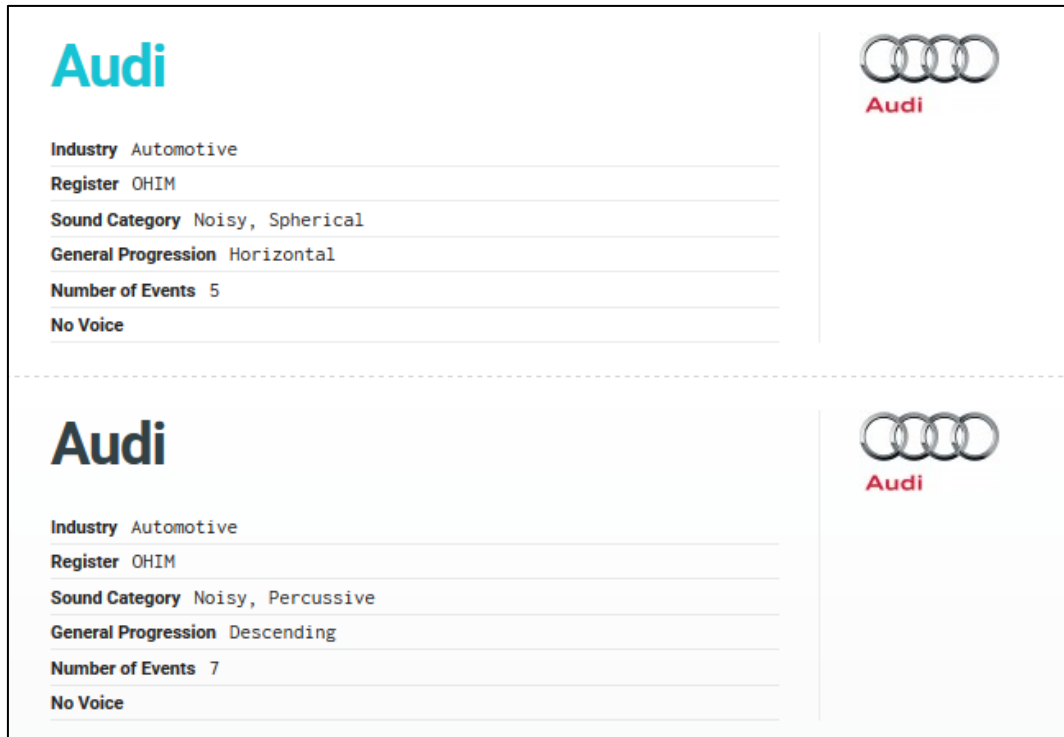 Audi
Audi
Industry Automotive
Register OHIM
Sound Category Noisy, Spherical
General Progression Horizontal
Number of Events 5
No Voice
Audi
Audi
Industry Automotive
Register OHIM
Sound Category Noisy, Percussive
General Progression Descending
Number of Events 7
No Voice